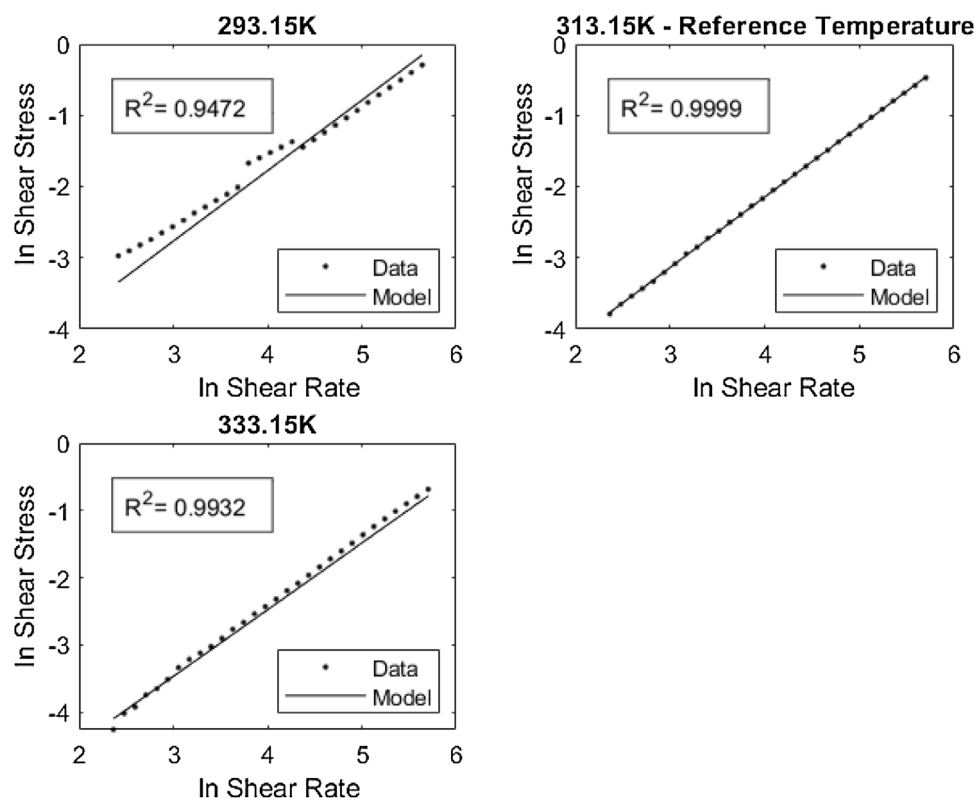 293.15K
0
-1
-2
-3
-4
ln Shear Stress
R2= 0.9472
Data
Model
2 3 4 5 6
ln Shear Rate
313.15K - Reference Temperature
0
-1
-2
-3
-4
ln Shear Stress
R2= 0.9999
Data
Model
2 3 4 5 6
ln Shear Rate
333.15K
0
-1
-2
-3
-4
ln Shear Stress
R2= 0.9932
Data
Model
2 3 4 5 6
ln Shear Rate